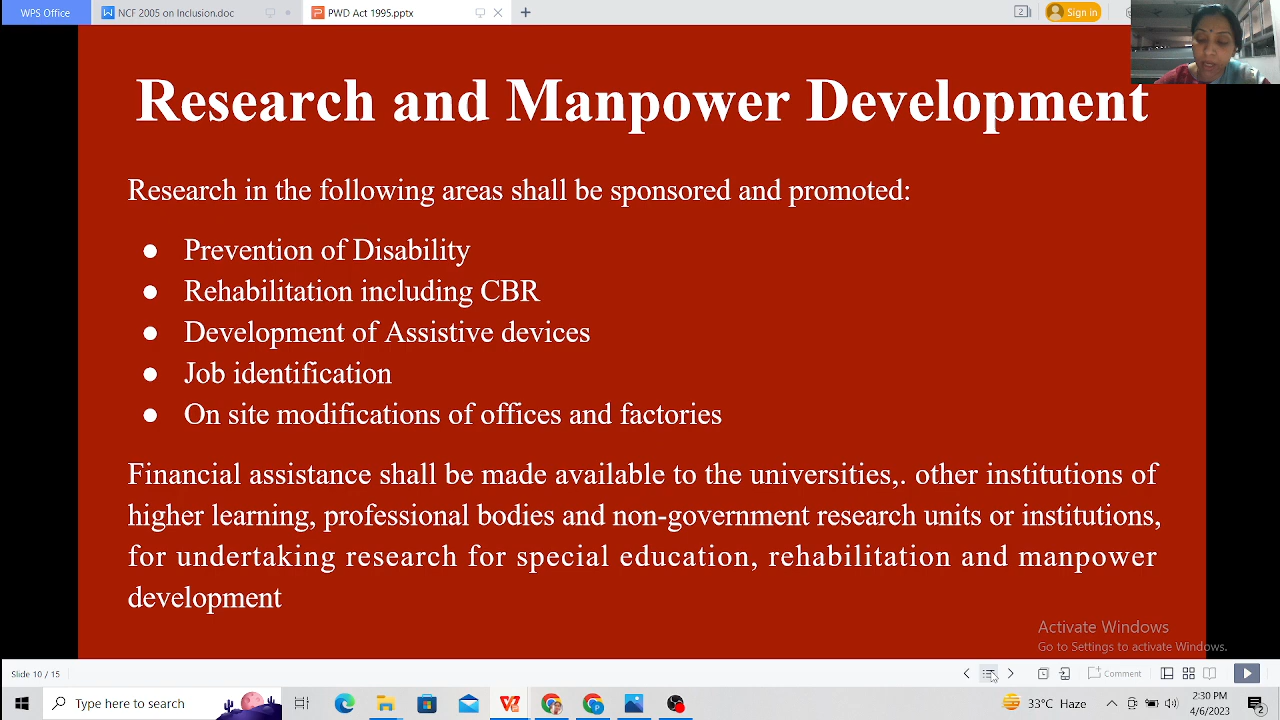 WPS Office
NCF 2005 on Inclusion.doc
PWD Act 1995.pptx
+
2
Sign in
Research and Manpower Development
Research in the following areas shall be sponsored and promoted:
● Prevention of Disability
● Rehabilitation including CBR
● Development of Assistive devices
● Job identification
● On site modifications of offices and factories
Financial assistance shall be made available to the universities,. other institutions of
higher learning, professional bodies and non-government research units or institutions,
for undertaking research for special education, rehabilitation and manpower
development
Activate Windows
Go to Settings to activate Windows.
Slide 10 / 15
Comment
Type here to search
33°C Haze
2:30 PM
4/6/2023
2